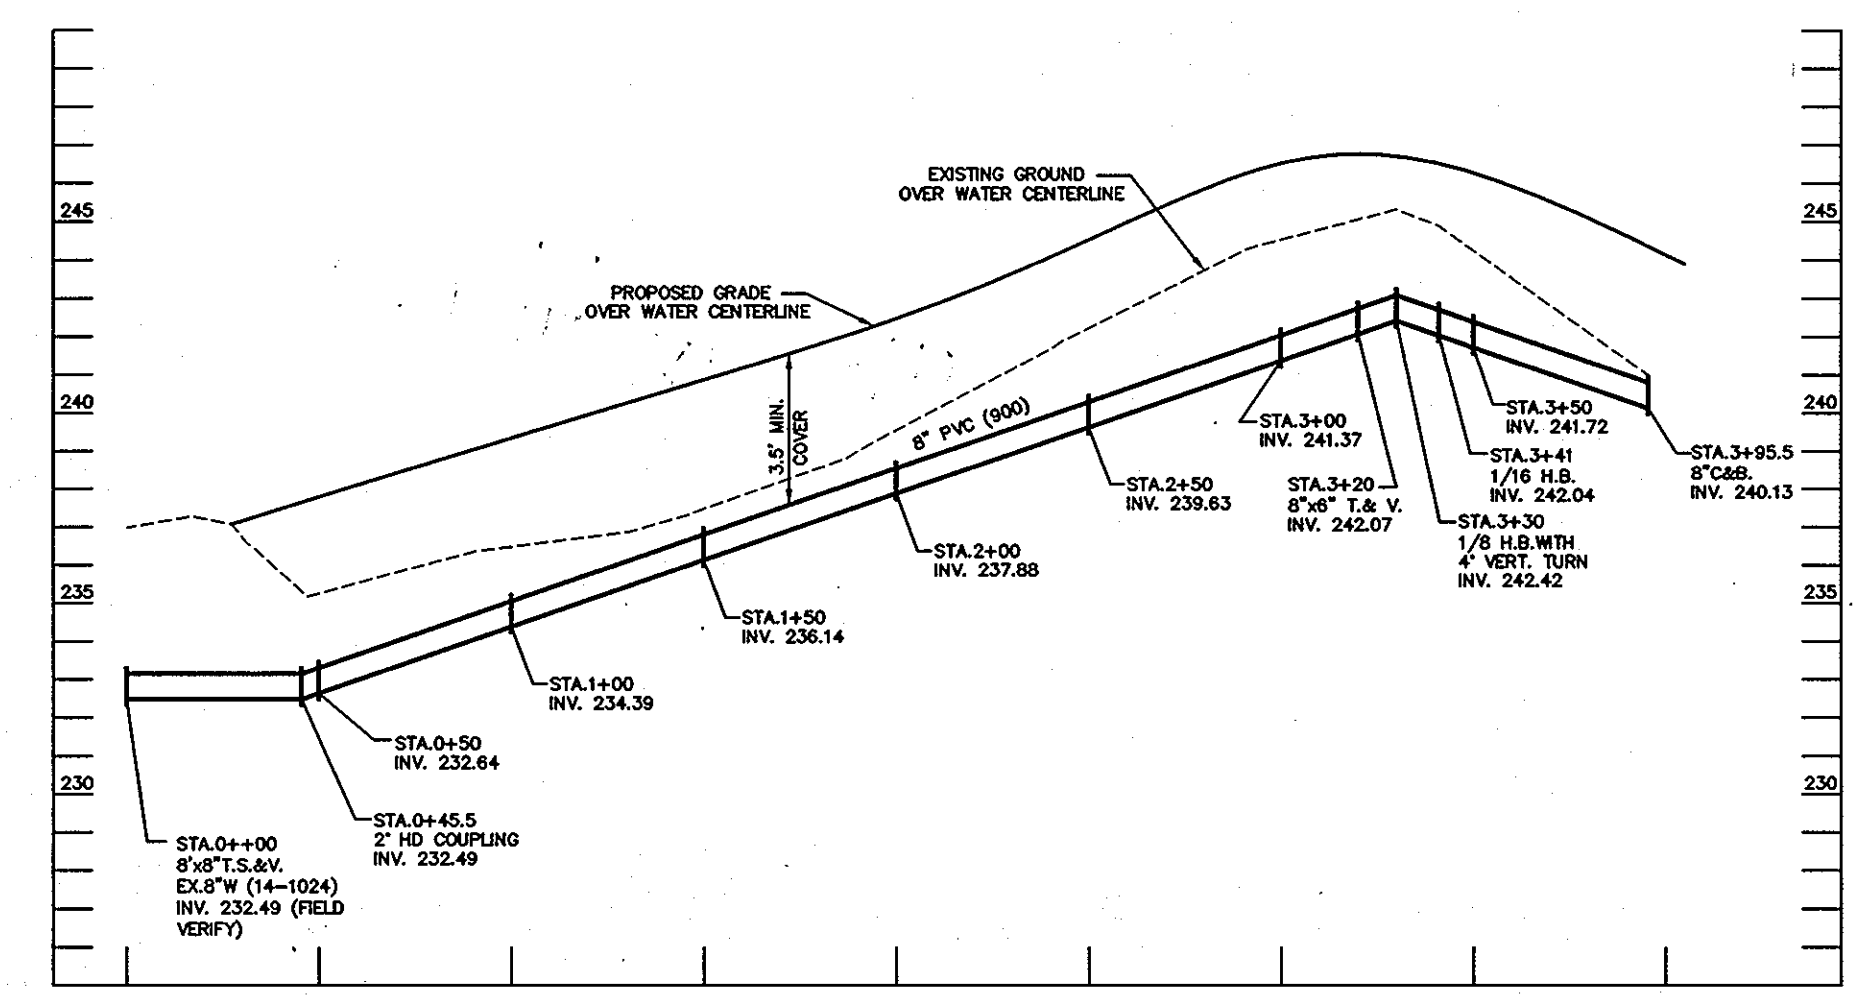 245
240
235
230
245
240
235
230
EXISTING GROUND
OVER WATER CENTERLINE
PROPOSED GRADE
OVER WATER CENTERLINE
3.5' MIN.
COVER
8" PVC (900)
STA.0++00
8'x8"T.S.&V.
EX.8"W (14-1024)
INV. 232.49 (FIELD
VERIFY)
STA.0+45.5
2° HD COUPLING
INV. 232.49
STA.0+50
INV. 232.64
STA.1+00
INV. 234.39
STA.1+50
INV. 236.14
STA.2+00
INV. 237.88
STA.2+50
INV. 239.63
STA.3+00
INV. 241.37
STA.3+20
8"x6" T.& V.
INV. 242.07
STA.3+30
1/8 H.B.WITH
4° VERT. TURN
INV. 242.42
STA.3+41
1/16 H.B.
INV. 242.04
STA.3+50
INV. 241.72
STA.3+95.5
8"C&B.
INV. 240.13